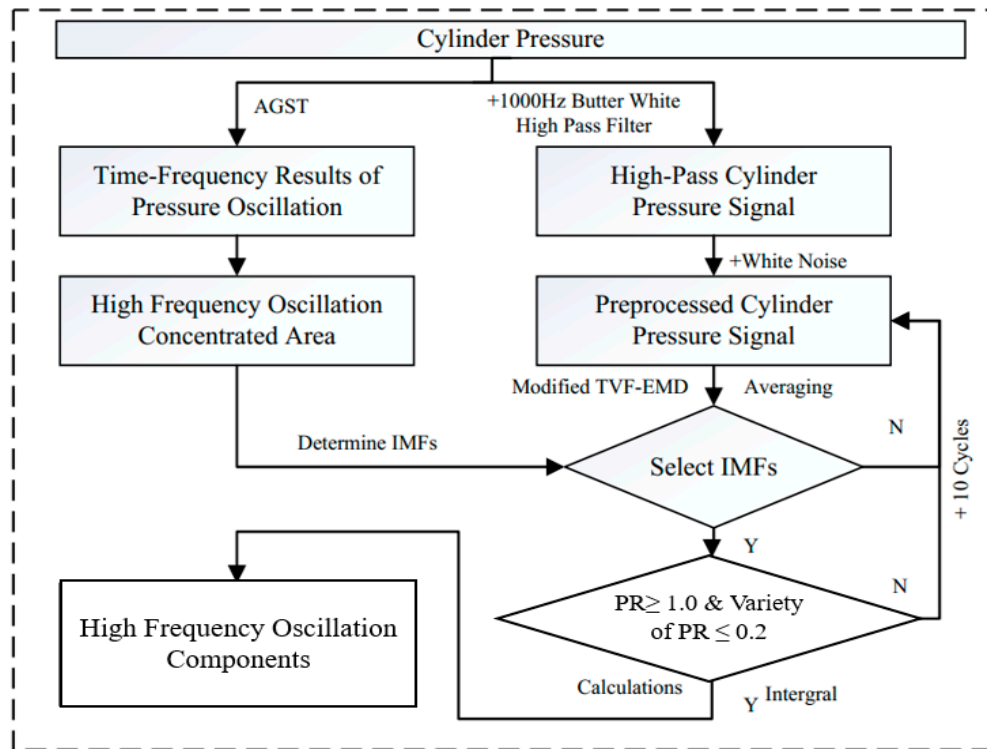 Cylinder Pressure
AGST
+1000Hz Butter White
High Pass Filter
Time-Frequency Results of
Pressure Oscillation
High-Pass Cylinder
Pressure Signal
+White Noise
High Frequency Oscillation
Concentrated Area
Preprocessed Cylinder
Pressure Signal
Modified TVF-EMD
Averaging
Determine IMFs
Select IMFs
N
+ 10 Cycles
Y
N
PR≥ 1.0 & Variety
of PR ≤ 0.2
High Frequency Oscillation
Components
Calculations
Y
Intergral